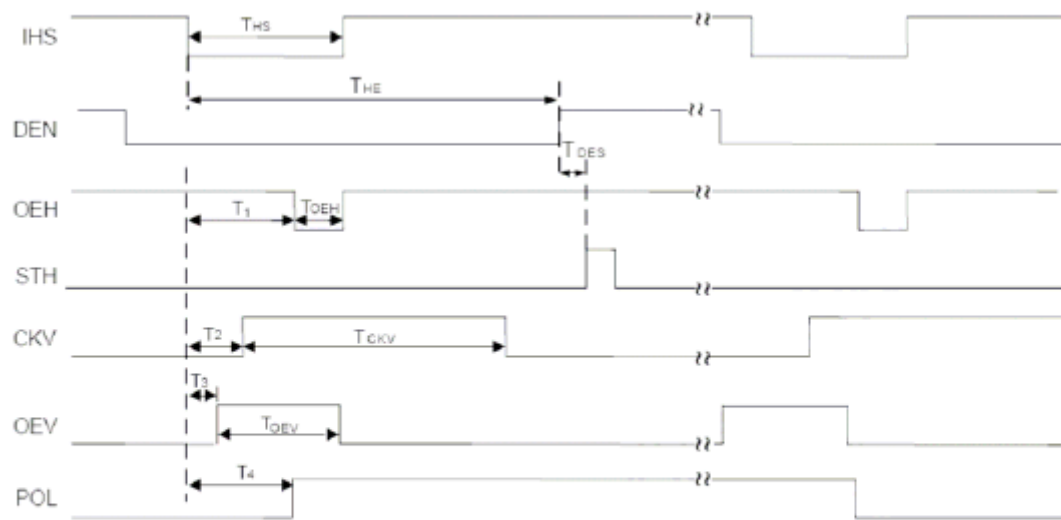 IHS
THS
THE
DEN
TDES
OEH
T1
TOEH
STH
CKV
T2
TCKV
T3
OEV
TOEV
T4
POL